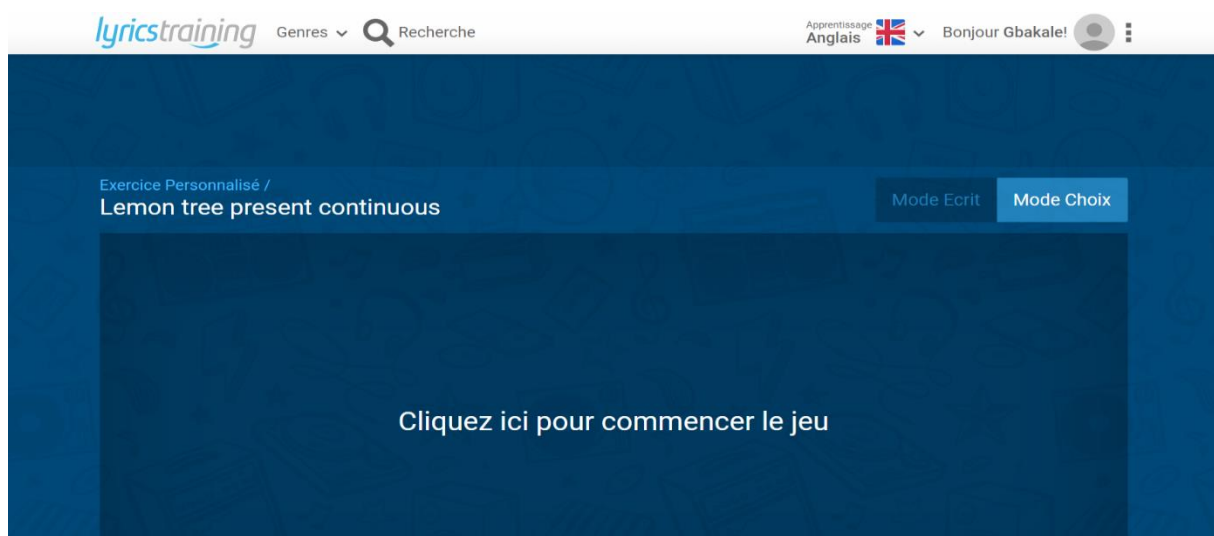 lyricstraining Genres Recherche Apprentissage Anglais Bonjour Gbakale!
Exercice Personnalisé /
Lemon tree present continuous
Mode Ecrit Mode Choix
Cliquez ici pour commencer le jeu